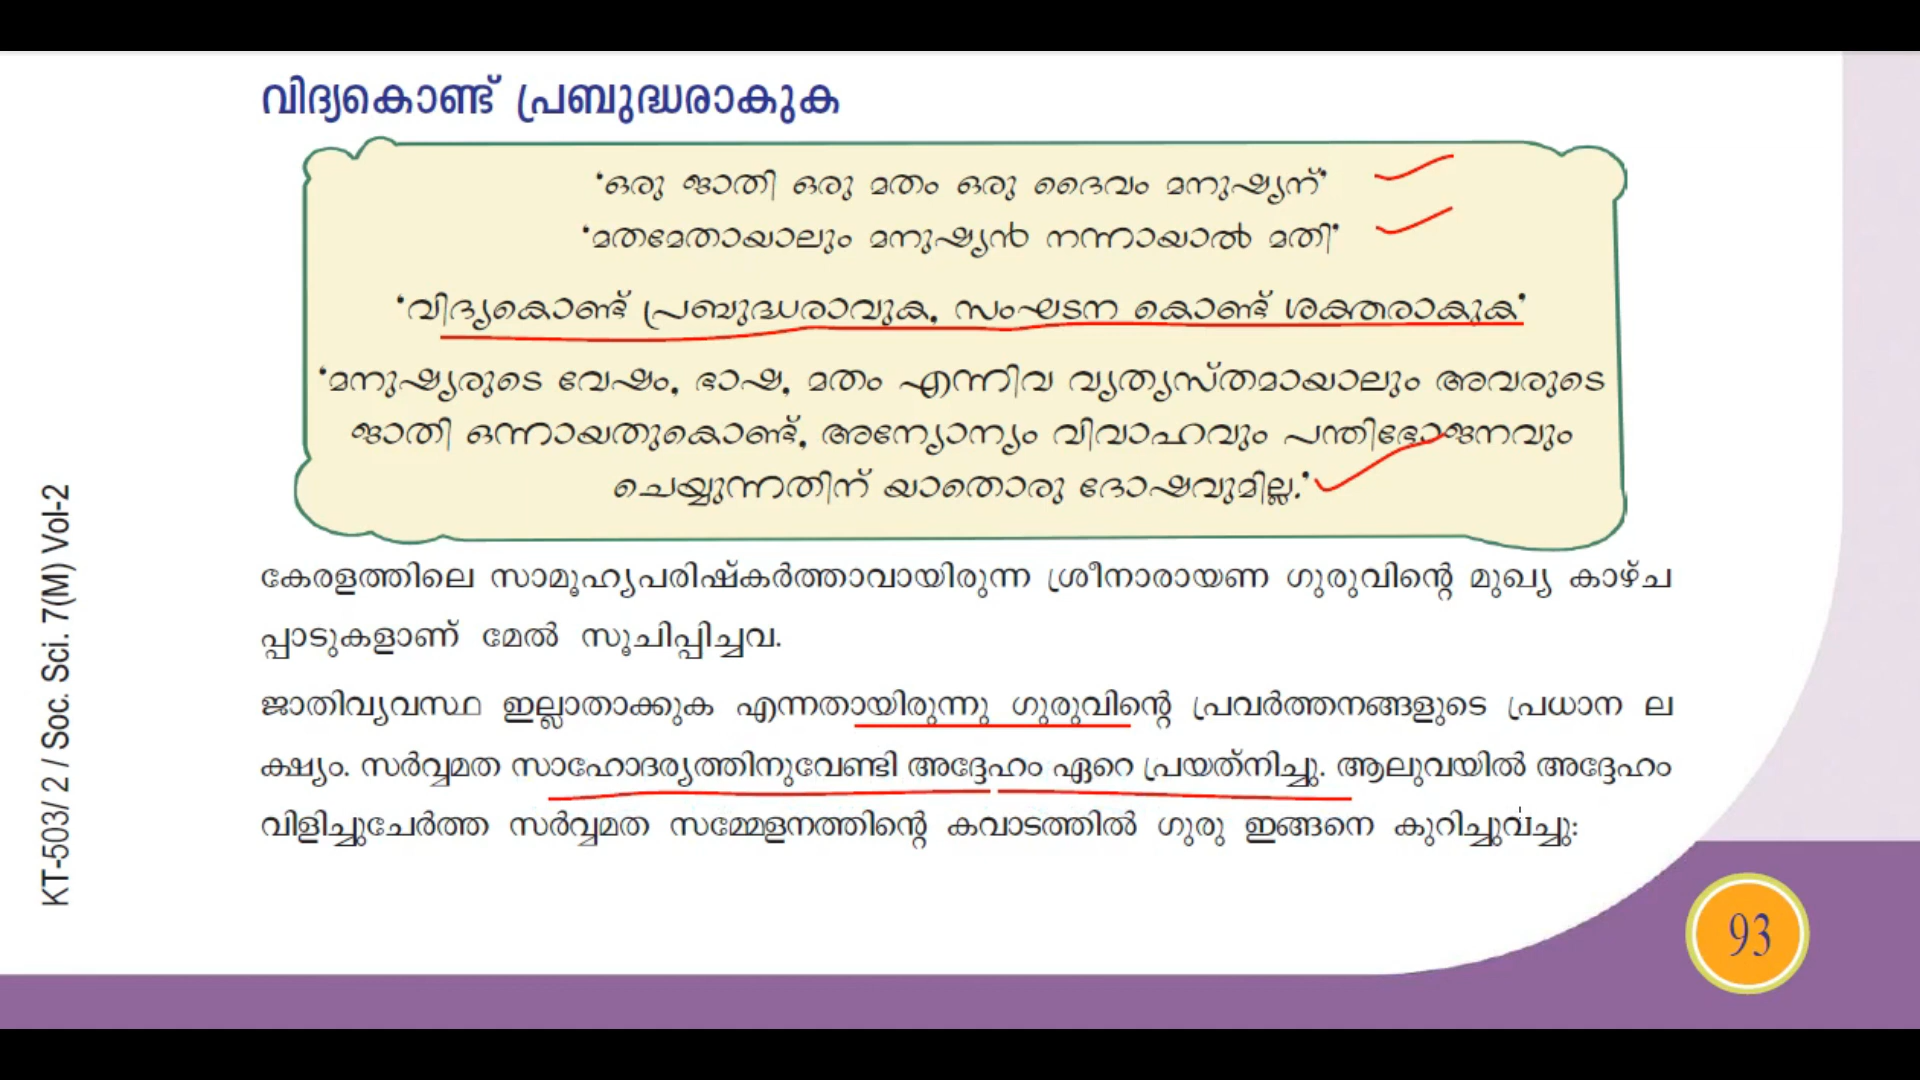 വിദ്യകൊണ്ട് പ്രബുദ്ധരാകുക
‘ഒരു ജാതി ഒരു മതം ഒരു ദൈവം മനുഷ്യന്’
‘മതമേതായാലും മനുഷ്യൻ നന്നായാൽ മതി’
‘വിദ്യകൊണ്ട് പ്രബുദ്ധരാവുക, സംഘടന കൊണ്ട് ശക്തരാകുക’
‘മനുഷ്യരുടെ വേഷം, ഭാഷ, മതം എന്നിവ വ്യത്യസ്തമായാലും അവരുടെ
ജാതി ഒന്നായതുകൊണ്ട്, അന്യോന്യം വിവാഹവും പന്തിഭോജനവും
ചെയ്യുന്നതിന് യാതൊരു ദോഷവുമില്ല.’
കേരളത്തിലെ സാമൂഹ്യപരിഷ്കർത്താവായിരുന്ന ശ്രീനാരായണ ഗുരുവിന്റെ മുഖ്യ കാഴ്ച
പ്പാടുകളാണ് മേൽ സൂചിപ്പിച്ചവ.
ജാതിവ്യവസ്ഥ ഇല്ലാതാക്കുക എന്നതായിരുന്നു ഗുരുവിന്റെ പ്രവർത്തനങ്ങളുടെ പ്രധാന ല
ക്ഷ്യം. സർവ്വമത സാഹോദര്യത്തിനുവേണ്ടി അദ്ദേഹം ഏറെ പ്രയത്നിച്ചു. ആലുവയിൽ അദ്ദേഹം
വിളിച്ചുചേർത്ത സർവ്വമത സമ്മേളനത്തിന്റെ കവാടത്തിൽ ഗുരു ഇങ്ങനെ കുറിച്ചുവച്ചു:
KT-503/ 2 / Soc. Sci. 7(M) Vol-2
93